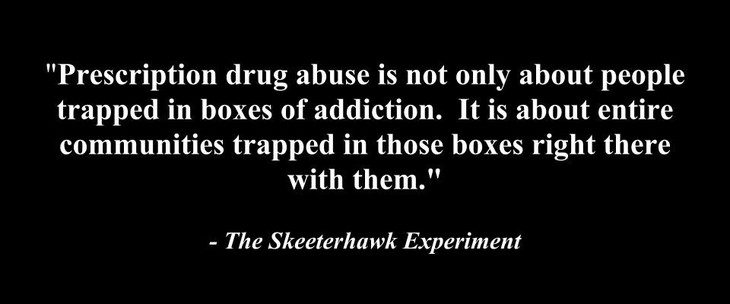 "Prescription drug abuse is not only about people
trapped in boxes of addiction.  It is about entire
communities trapped in those boxes right there
with them."
- The Skeeterhawk Experiment